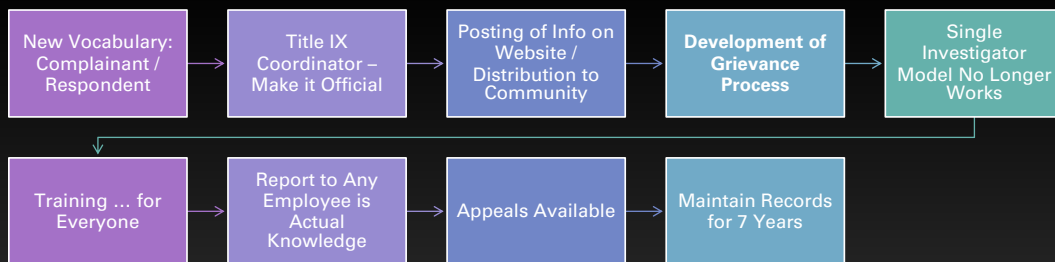 New Vocabulary:
Complainant /
Respondent
Title IX
Coordinator –
Make it Official
Posting of Info on
Website /
Distribution to
Community
Development of
Grievance
Process
Single
Investigator
Model No Longer
Works
Training ... for
Everyone
Report to Any
Employee is
Actual
Knowledge
Appeals Available
Maintain Records
for 7 Years